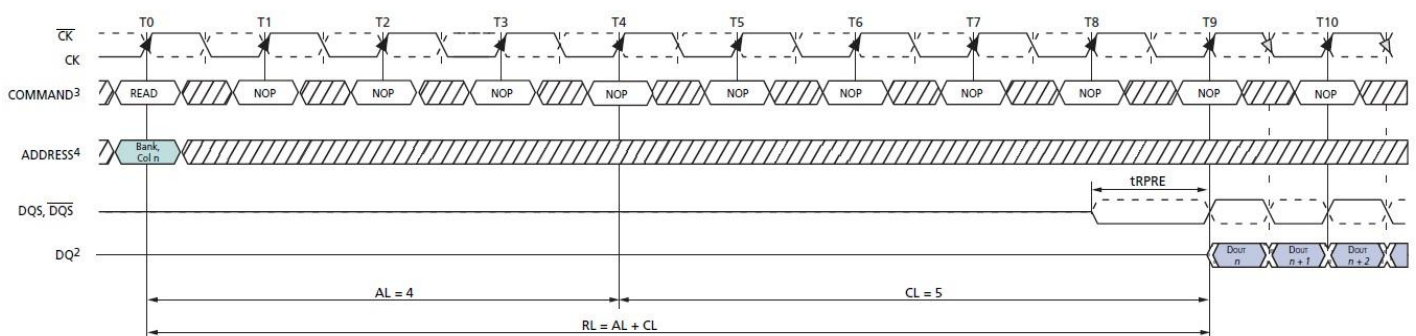 T0 T1 T2 T3 T4 T5 T6 T7 T8 T9 T10
CK
CK
COMMAND³ READ NOP NOP NOP NOP NOP NOP NOP NOP NOP NOP
ADDRESS⁴ Bank,
Col n
tRPRE
DQS, DQS
DQ² DOUT DOUT DOUT
n n + 1 n + 2
AL = 4 CL = 5
RL = AL + CL